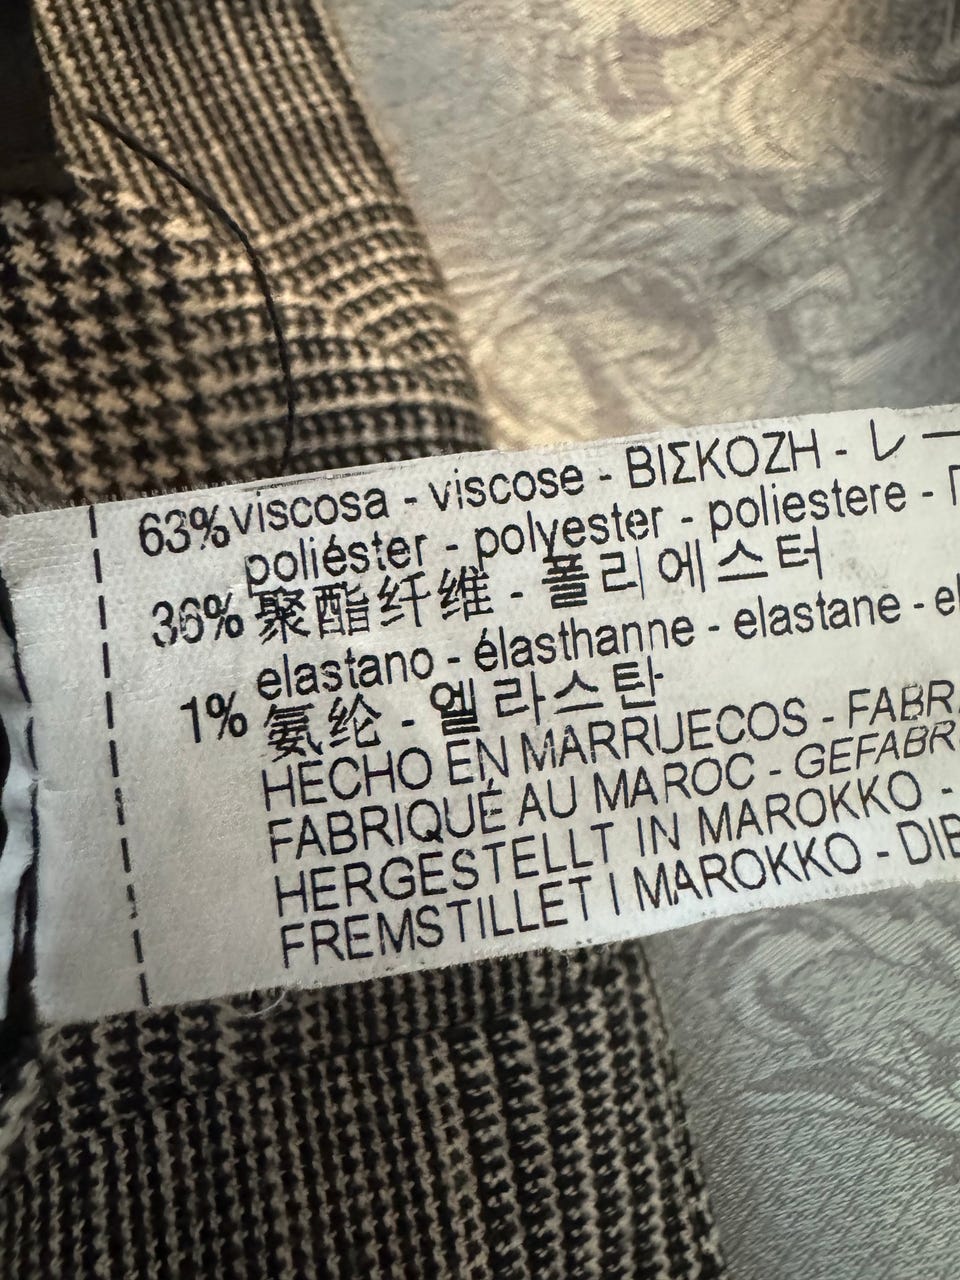 63% viscosa - viscose - ΒΙΣΚΟΖΗ - レー
poliéster - polyester - poliestere -
36% 聚酯纤维 - 폴리에스터
elastano - élasthanne - elastane -
1% 氨纶 - 엘라스탄
HECHO EN MARRUECOS - FABR
FABRIQUÉ AU MAROC - GEFABR
HERGESTELLT IN MAROKKO -
FREMSTILLET I MAROKKO -